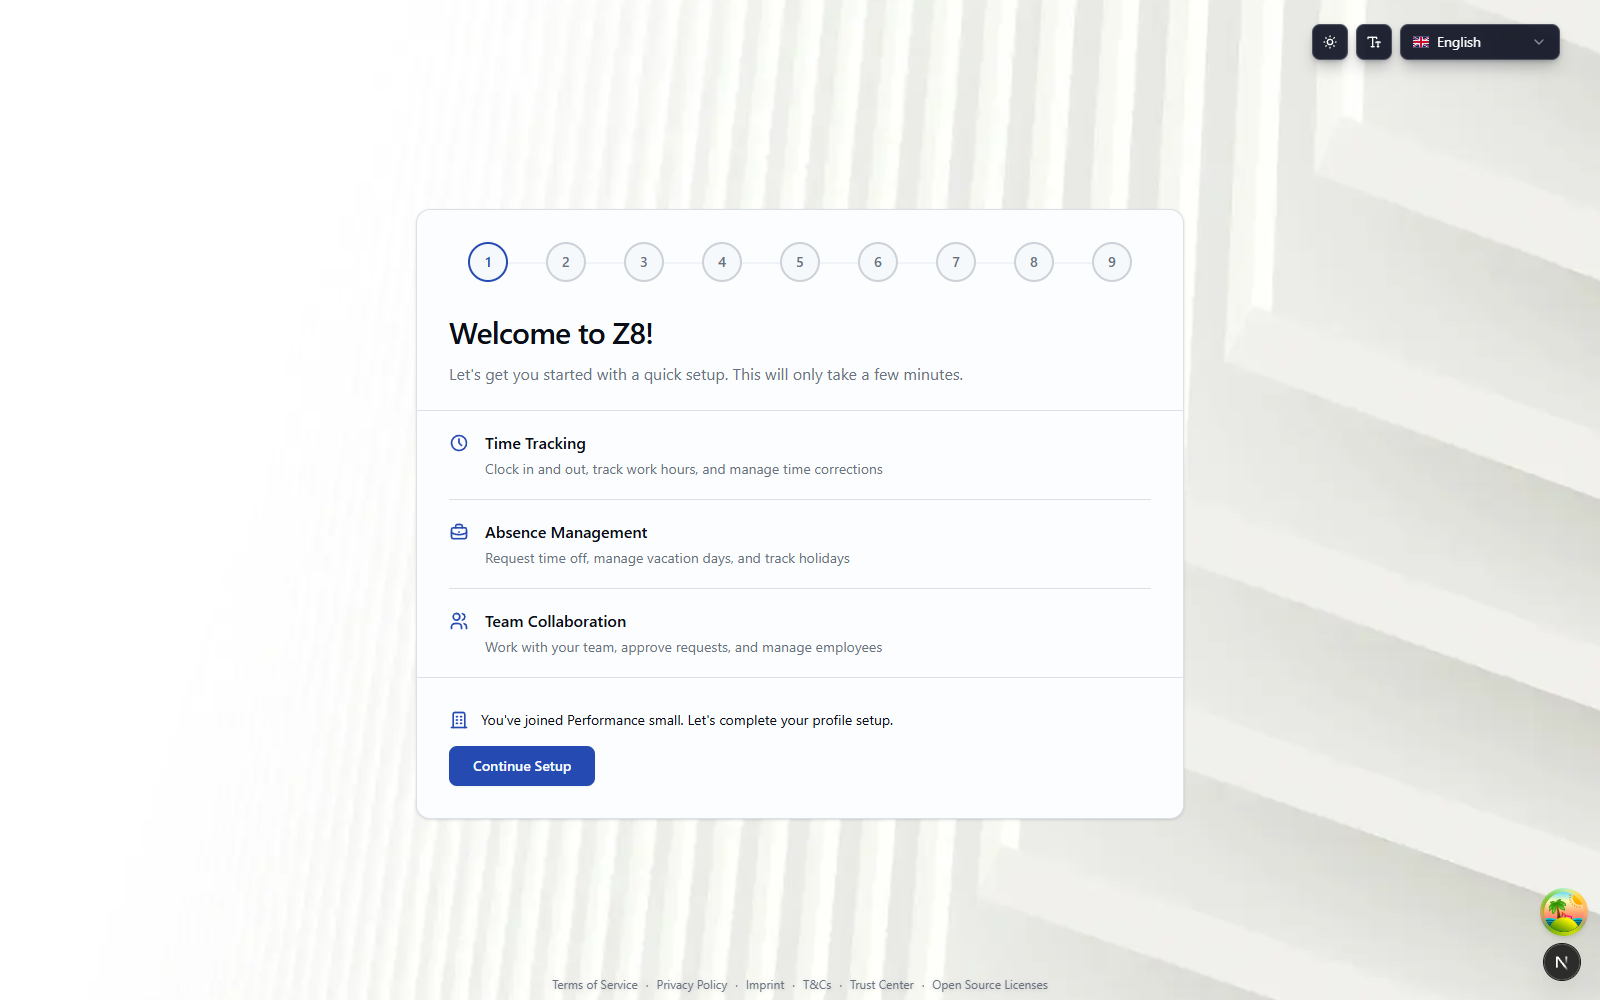 English
1 2 3 4 5 6 7 8 9
Welcome to Z8!
Let's get you started with a quick setup. This will only take a few minutes.
Time Tracking
Clock in and out, track work hours, and manage time corrections
Absence Management
Request time off, manage vacation days, and track holidays
Team Collaboration
Work with your team, approve requests, and manage employees
You've joined Performance small. Let's complete your profile setup.
Continue Setup
N
Terms of Service · Privacy Policy · Imprint · T&Cs · Trust Center · Open Source Licenses